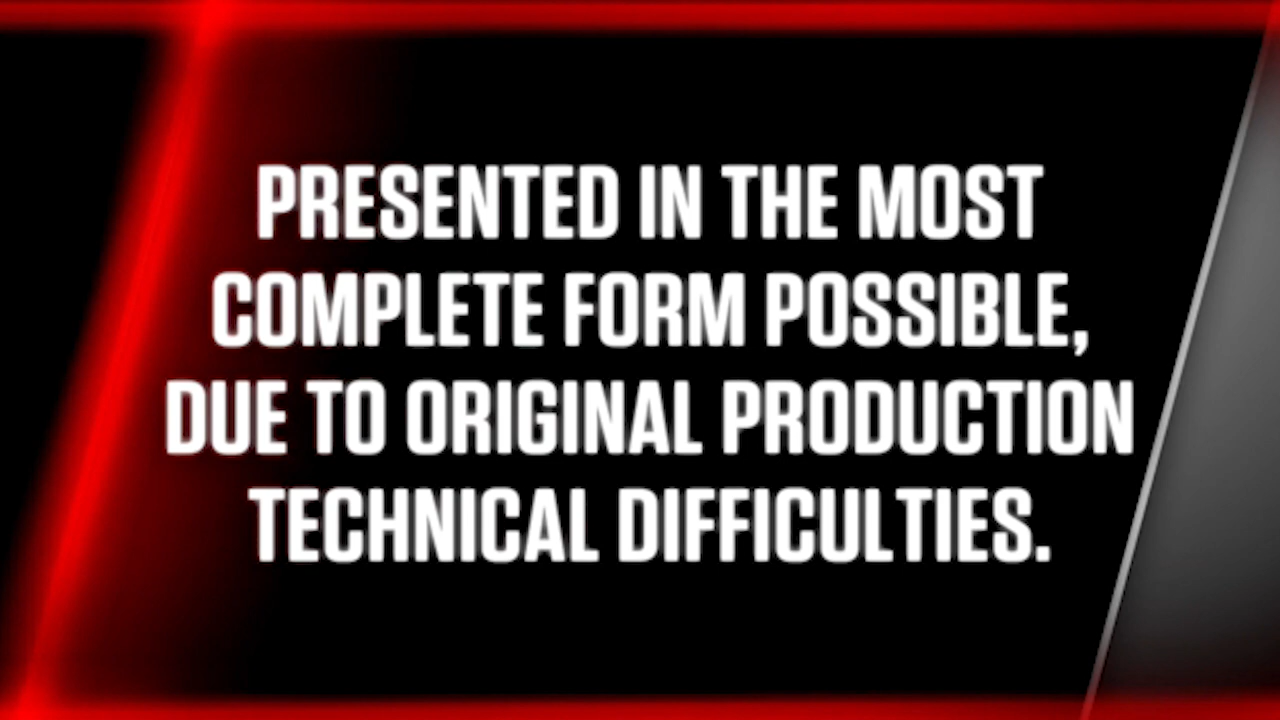 PRESENTED IN THE MOST
COMPLETE FORM POSSIBLE,
DUE TO ORIGINAL PRODUCTION
TECHNICAL DIFFICULTIES.